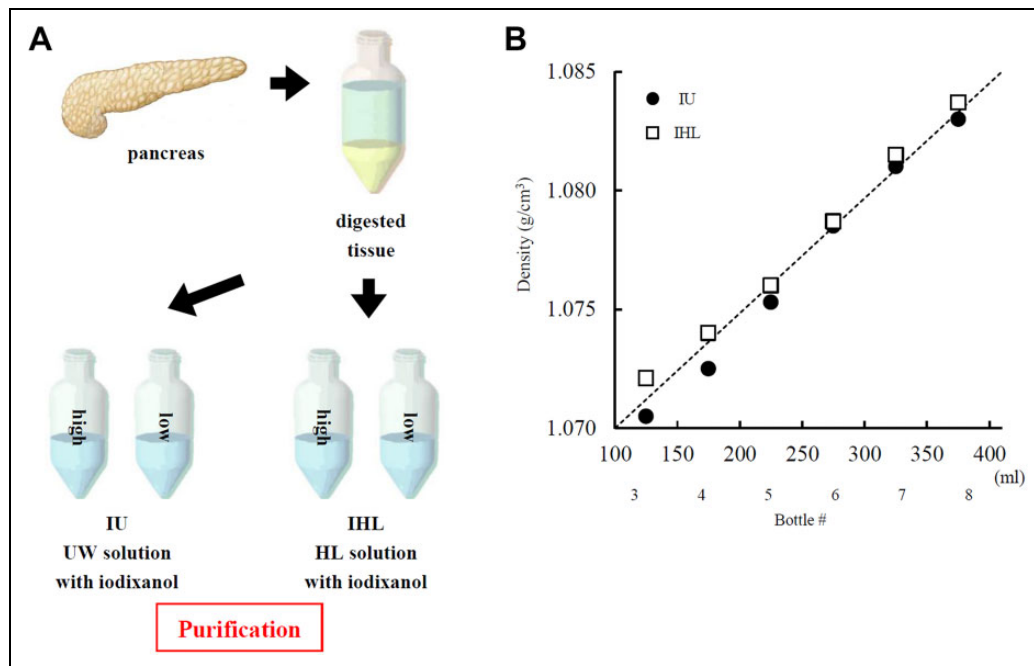 A
pancreas
digested
tissue
high
low
high
low
IU
UW solution
with iodixanol
IHL
HL solution
with iodixanol
Purification
B
IU
IHL
Density (g/cm³)
1.085
1.080
1.075
1.070
100 150 200 250 300 350 400
(ml)
3 4 5 6 7 8
Bottle #